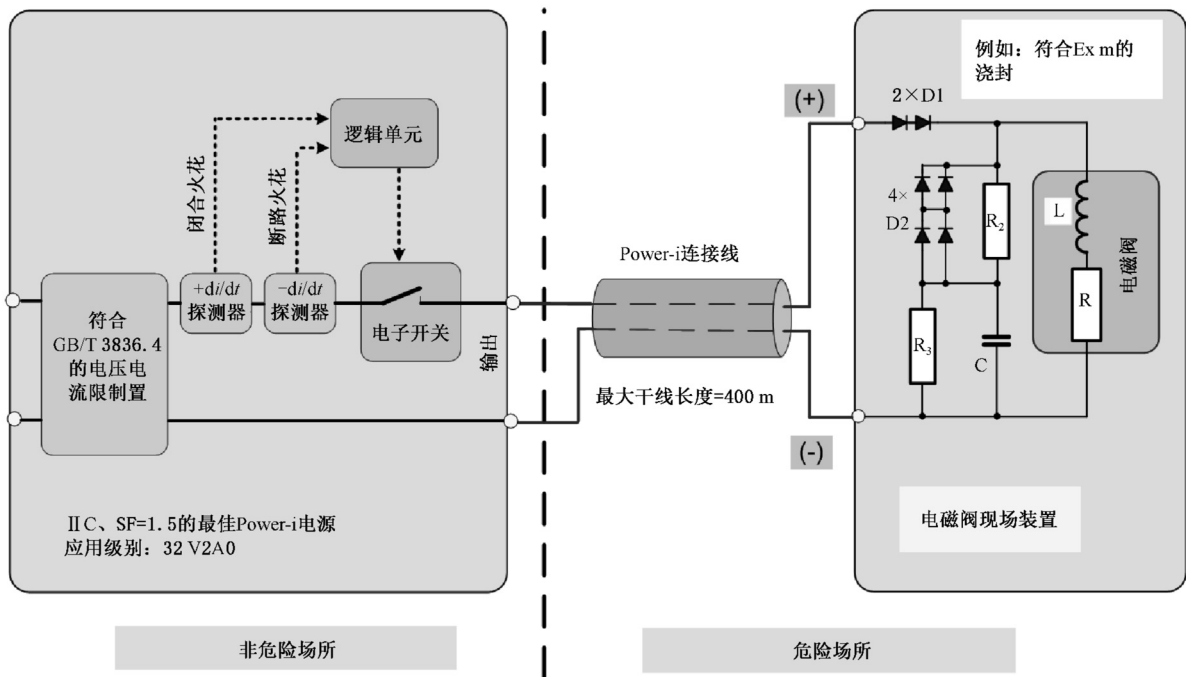 逻辑单元
闭合火花
断路火花
+di/dt
探测器
−di/dt
探测器
电子开关
符合
GB/T 3836.4
的电压电
流限制置
输出
ⅡC、SF=1.5的最佳Power-i电源
应用级别：32 V2A0
非危险场所
Power-i连接线
最大干线长度=400 m
(+)
(-)
例如：符合Ex m的
浇封
2×D1
4×
D2
R2
R3
C
L
R
电磁阀
电磁阀现场装置
危险场所